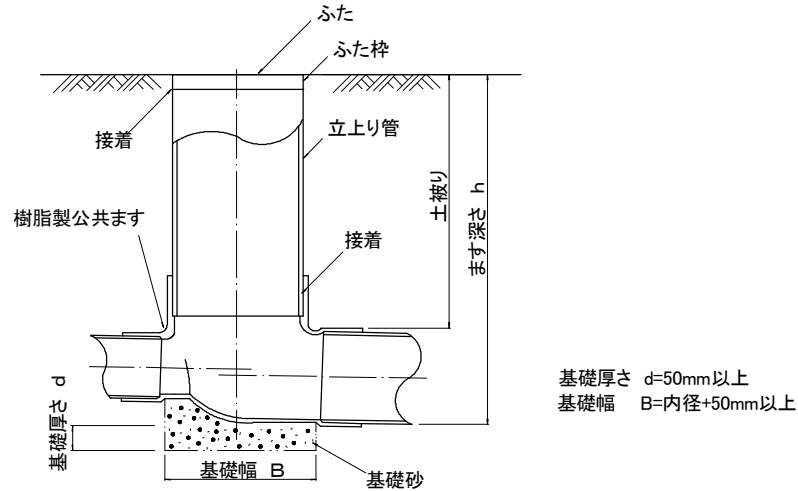 ふた
ふた枠
接着
立上り管
土被り
ます深さ h
樹脂製公共ます
接着
基礎厚さ d=50mm以上
基礎幅 B=内径+50mm以上
基礎厚さ d
基礎幅 B
基礎砂